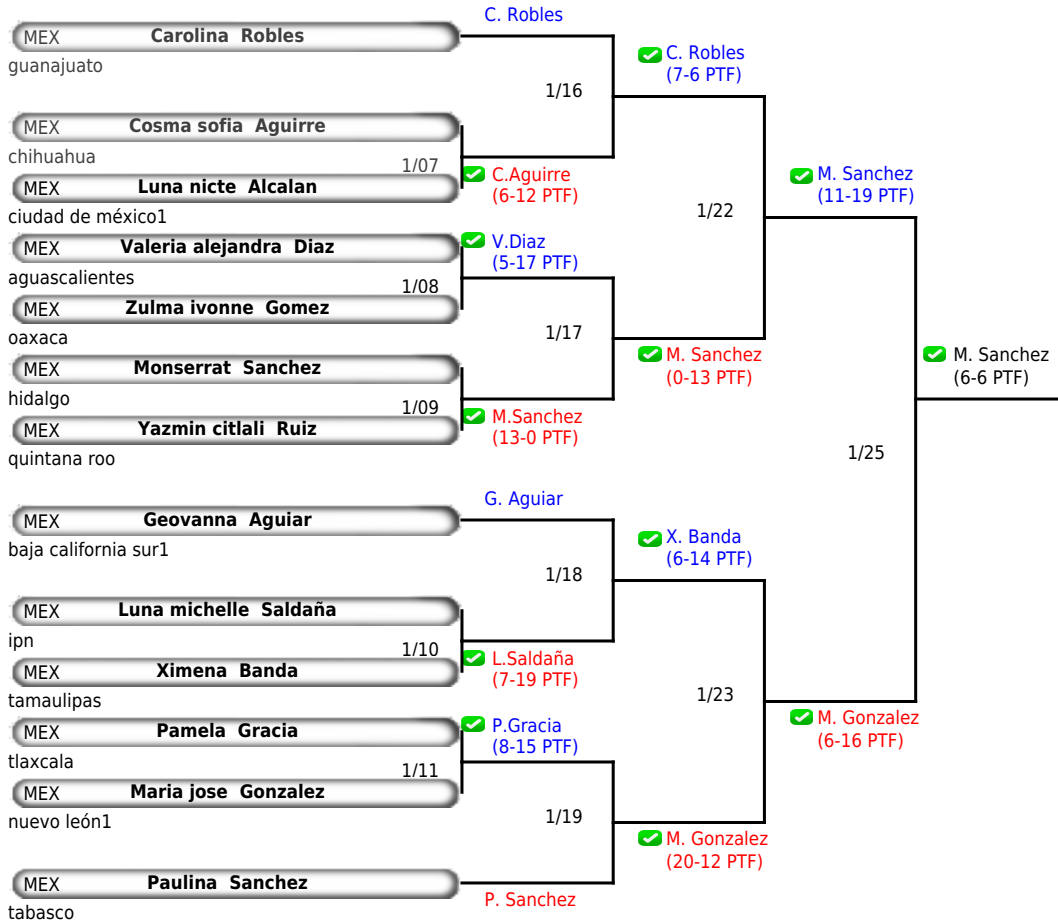 C. Robles
MEX Carolina Robles
guanajuato
C. Robles
(7-6 PTF)
1/16
MEX Cosma sofia Aguirre
chihuahua
1/07
C.Aguirre
(6-12 PTF)
MEX Luna nicte Alcalan
ciudad de méxico1
M. Sanchez
(11-19 PTF)
1/22
MEX Valeria alejandra Diaz
aguascalientes
V.Diaz
(5-17 PTF)
1/08
MEX Zulma ivonne Gomez
oaxaca
1/17
MEX Monserrat Sanchez
hidalgo
M. Sanchez
(0-13 PTF)
M. Sanchez
(6-6 PTF)
1/09
M.Sanchez
(13-0 PTF)
MEX Yazmin citlali Ruiz
quintana roo
1/25
G. Aguiar
MEX Geovanna Aguiar
baja california sur1
X. Banda
(6-14 PTF)
1/18
MEX Luna michelle Saldaña
ipn
1/10
L.Saldaña
(7-19 PTF)
MEX Ximena Banda
tamaulipas
1/23
MEX Pamela Gracia
tlaxcala
P.Gracia
(8-15 PTF)
M. Gonzalez
(6-16 PTF)
1/11
MEX Maria jose Gonzalez
nuevo león1
1/19
M. Gonzalez
(20-12 PTF)
MEX Paulina Sanchez
tabasco
P. Sanchez